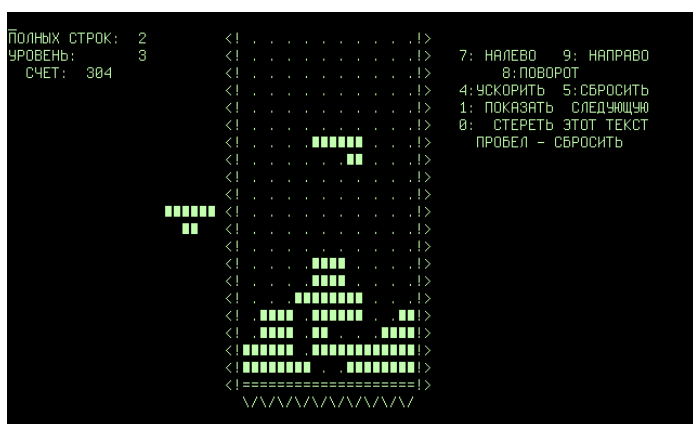 ПОЛНЫХ СТРОК: 2
УРОВЕНЬ: 3
СЧЕТ: 304
7: НАЛЕВО 9: НАПРАВО
8:ПОВОРОТ
4:УСКОРИТЬ 5:СБРОСИТЬ
1: ПОКАЗАТЬ СЛЕДУЮЩУЮ
0: СТЕРЕТЬ ЭТОТ ТЕКСТ
ПРОБЕЛ - СБРОСИТЬ